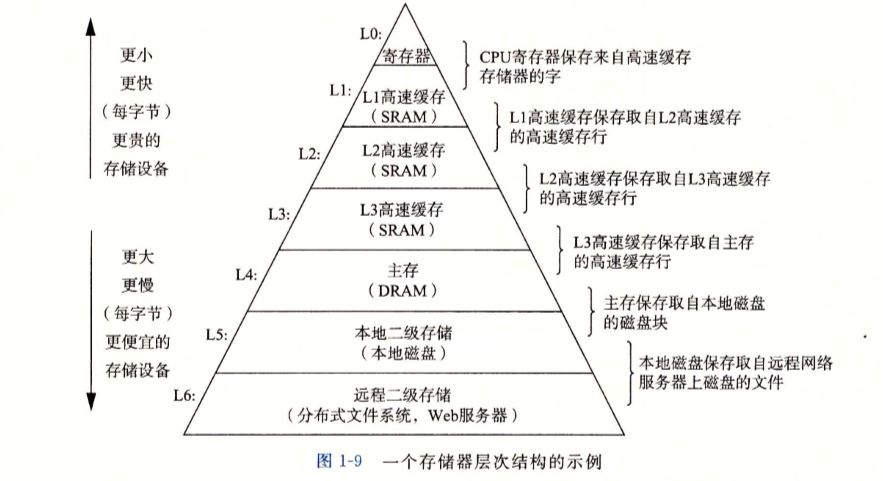 L0:
寄存器
CPU寄存器保存来自高速缓存
存储器的字
更小
更快
（每字节）
更贵的
存储设备
L1:
L1高速缓存
（SRAM）
L1高速缓存保存取自L2高速缓存
的高速缓存行
L2:
L2高速缓存
（SRAM）
L2高速缓存保存取自L3高速缓存
的高速缓存行
L3:
L3高速缓存
（SRAM）
L3高速缓存保存取自主存
的高速缓存行
更大
更慢
（每字节）
更便宜的
存储设备
L4:
主存
（DRAM）
主存保存取自本地磁盘
的磁盘块
L5:
本地二级存储
（本地磁盘）
本地磁盘保存取自远程网络
服务器上磁盘的文件
L6:
远程二级存储
（分布式文件系统，Web服务器）
图 1-9 一个存储器层次结构的示例